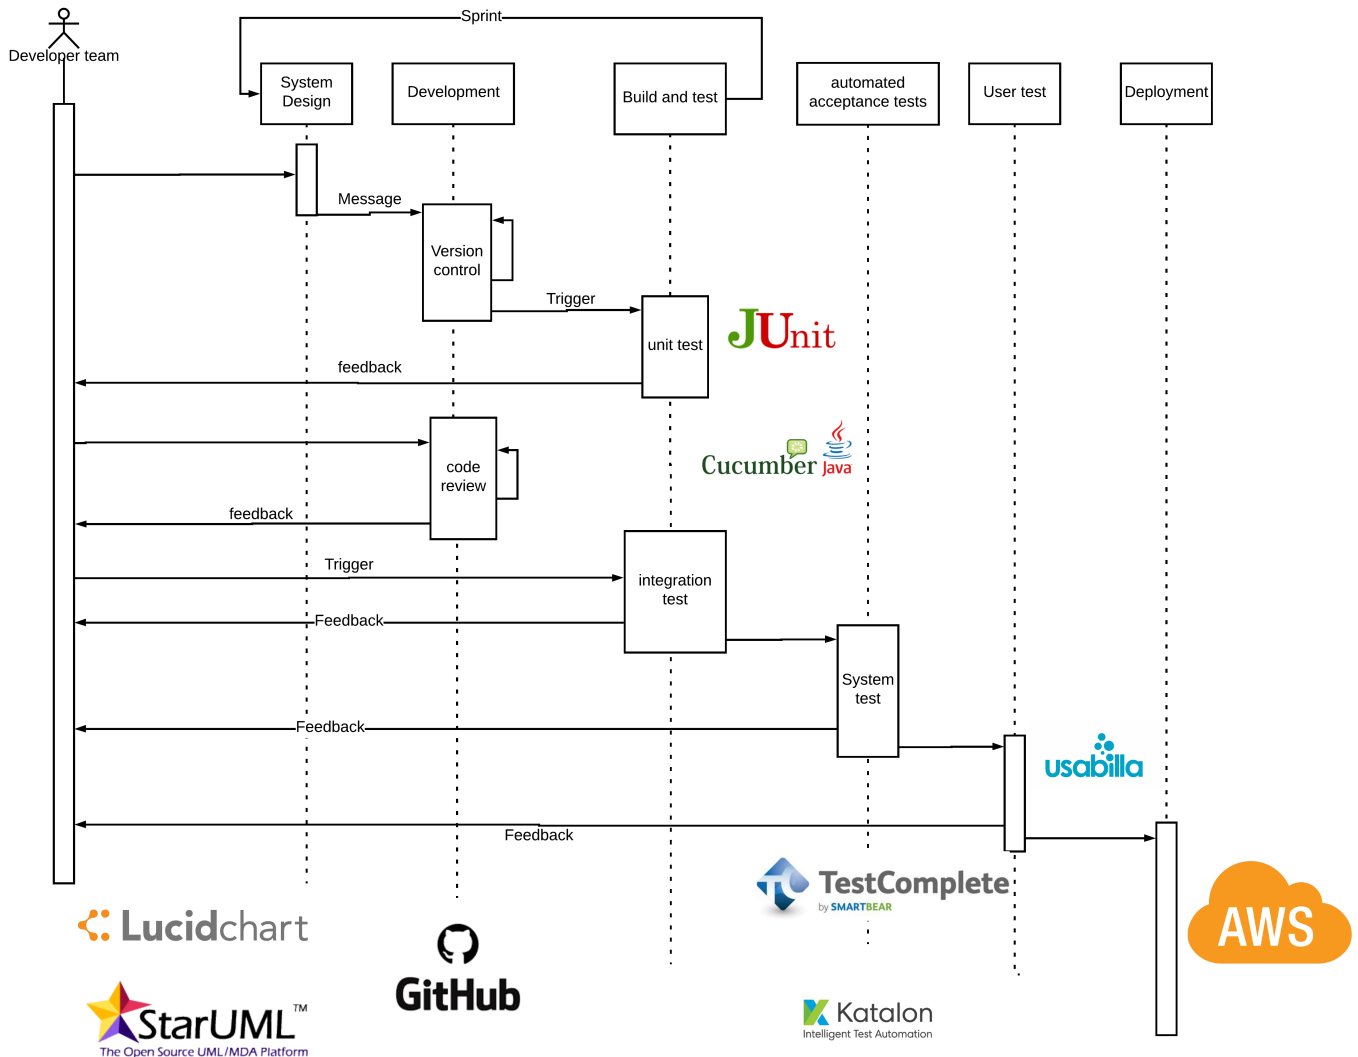 Sprint
Developer team
System
Design
Development
Build and test
automated
acceptance tests
User test
Deployment
Message
Version
control
Trigger
unit test
JUnit
feedback
Cucumber
Java
code
review
feedback
Trigger
integration
test
Feedback
System
test
Feedback
usabilla
Feedback
TestComplete
by SMARTBEAR
Lucidchart
AWS
GitHub
StarUML™
The Open Source UML/MDA Platform
Katalon
Intelligent Test Automation